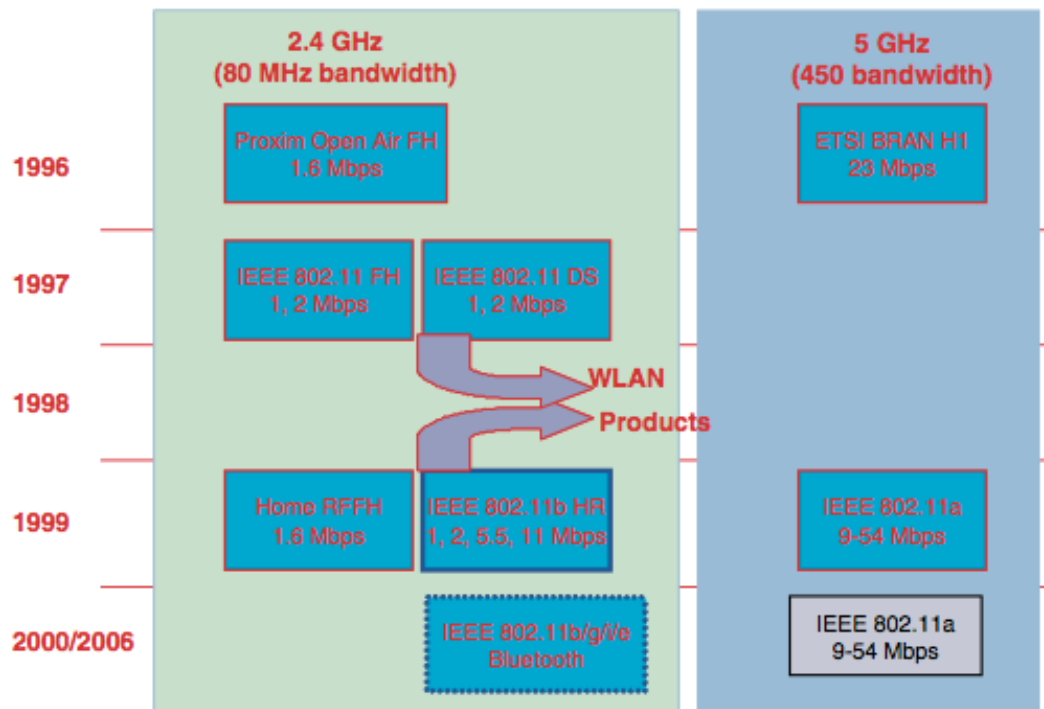 2.4 GHz
(80 MHz bandwidth)
5 GHz
(450 bandwidth)
1996
Proxim Open Air FH
1.6 Mbps
ETSI BRAN H1
23 Mbps
1997
IEEE 802.11 FH
1, 2 Mbps
IEEE 802.11 DS
1, 2 Mbps
1998
WLAN
Products
1999
Home RFFH
1.6 Mbps
IEEE 802.11b HR
1, 2, 5.5, 11 Mbps
IEEE 802.11a
9-54 Mbps
2000/2006
IEEE 802.11b/g/i/e
Bluetooth
IEEE 802.11a
9-54 Mbps